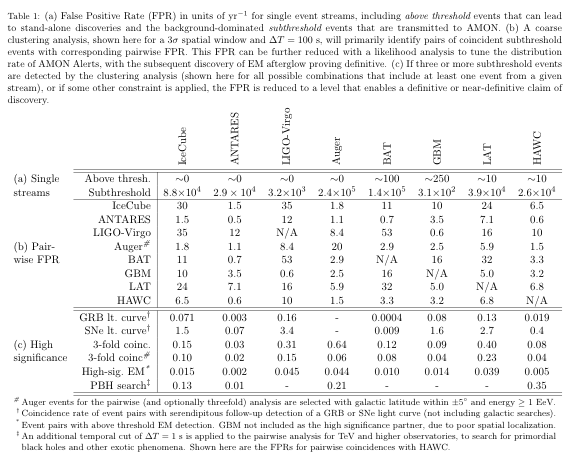 Table 1: (a) False Positive Rate (FPR) in units of yr−1 for single event streams, including above threshold events that can lead
to stand-alone discoveries and the background-dominated subthreshold events that are transmitted to AMON. (b) A coarse
clustering analysis, shown here for a 3σ spatial window and ΔT = 100 s, will primarily identify pairs of coincident subthreshold
events with corresponding pairwise FPR. This FPR can further reduced with a likelihood analysis to tune the distribution
rate of AMON Alerts, with the subsequent discovery of EM afterglow proving definitive. (c) If three or more subthreshold events
are detected by the clustering analysis (shown here for all possible combinations that include at least one event from a given
stream), or if some other constraint is applied, the FPR is reduced to a level that enables a definitive or near-definitive claim of
discovery.
IceCube ANTARES LIGO-Virgo Auger BAT GBM LAT HAWC
(a) Single Above thresh. ~0 ~0 ~0 ~0 ~100 ~250 ~10 ~10
streams Subthreshold 8.8×10^4 2.9 × 10^4 3.2×10^3 2.4×10^5 1.4×10^5 3.1×10^2 3.9×10^4 2.6×10^4
IceCube 30 1.5 35 1.8 11 10 24 6.5
ANTARES 1.5 0.5 12 1.1 0.7 3.5 7.1 0.6
LIGO-Virgo 35 12 N/A 8.4 53 0.6 16 10
(b) Pair- Auger# 1.8 1.1 8.4 20 2.9 2.5 5.9 1.5
wise FPR BAT 11 0.7 53 2.9 N/A 16 32 3.3
GBM 10 3.5 0.6 2.5 16 N/A 5.0 3.2
LAT 24 7.1 16 5.9 32 5.0 N/A 6.8
HAWC 6.5 0.6 10 1.5 3.3 3.2 6.8 N/A
GRB lt. curve† 0.071 0.003 0.16 - 0.0004 0.08 0.13 0.019
SNe lt. curve† 1.5 0.07 3.4 - 0.009 1.6 2.7 0.4
(c) High 3-fold coinc. 0.15 0.03 0.31 0.64 0.12 0.09 0.40 0.08
significance 3-fold coinc# 0.10 0.02 0.15 0.06 0.08 0.04 0.23 0.04
High-sig. EM* 0.015 0.002 0.045 0.044 0.010 0.014 0.039 0.005
PBH search‡ 0.13 0.01 - 0.21 - - - 0.35
# Auger events for the pairwise (and optionally threefold) analysis are selected with galactic latitude within ±5° and energy ≥ 1 EeV.
† Coincidence rate of event pairs with serendipitous follow-up detection of a GRB or SNe light curve (not including galactic searches).
* Event pairs with above threshold EM detection. GBM not included as the high significance partner, due to poor spatial localization.
‡ An additional temporal cut of ΔT = 1 s is applied to the pairwise analysis for TeV and higher observatories, to search for primordial
black holes and other exotic phenomena. Shown here are the FPRs for pairwise coincidences with HAWC.